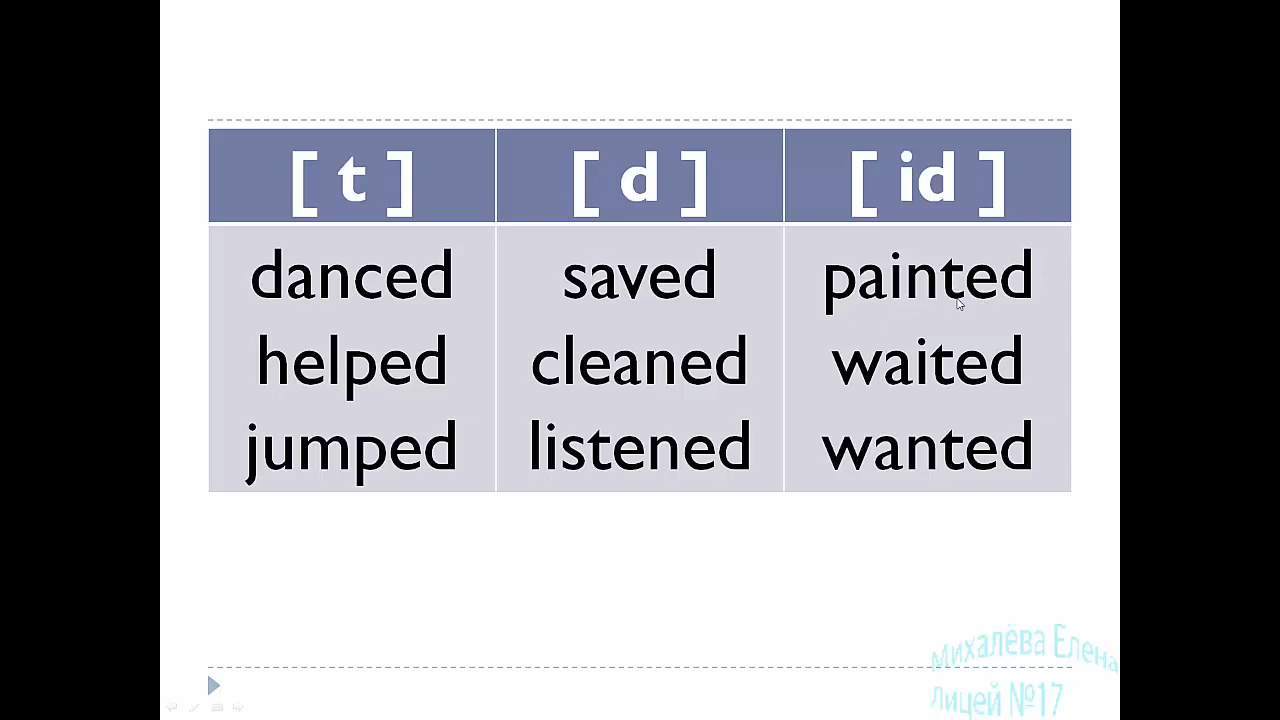 [ t ] [ d ] [ id ]
danced saved painted
helped cleaned waited
jumped listened wanted
Михалёва Елена
Лицей №17